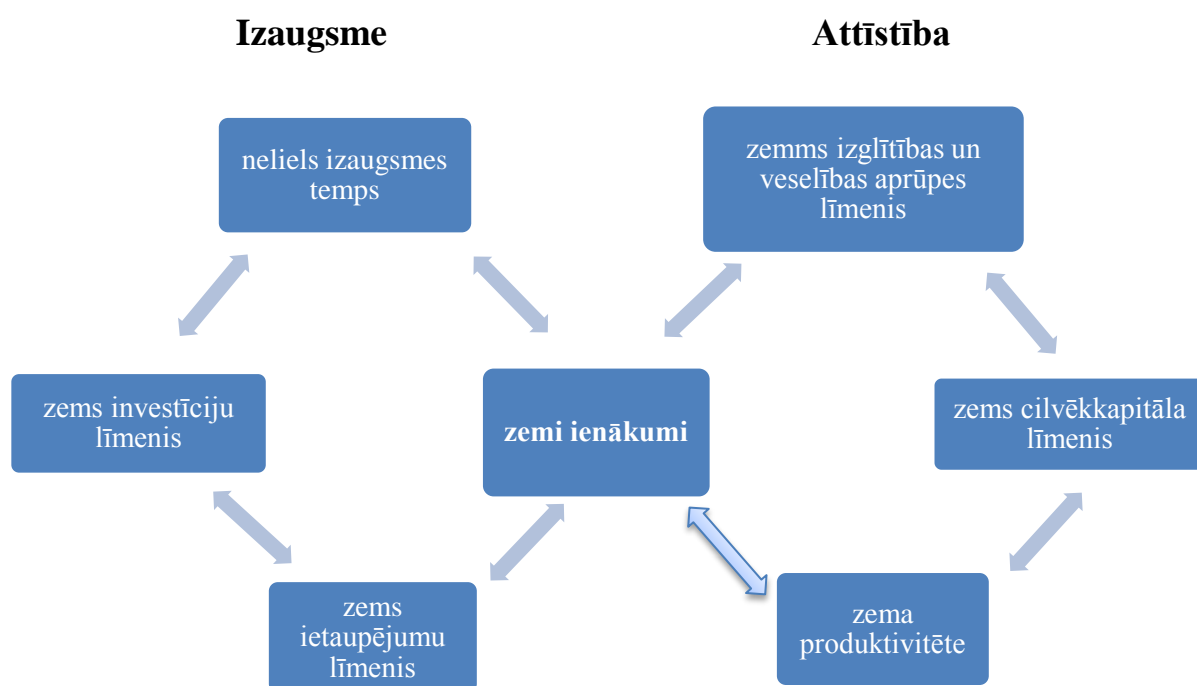 Izaugsme
Attīstība
neliels izaugsmes
temps
zemms izglītības un
veselības aprūpes
līmenis
zems investīciju
līmenis
zemi ienākumi
zems cilvēkkapitāla
līmenis
zems
ietaupējumu
līmenis
zema
produktivitēte